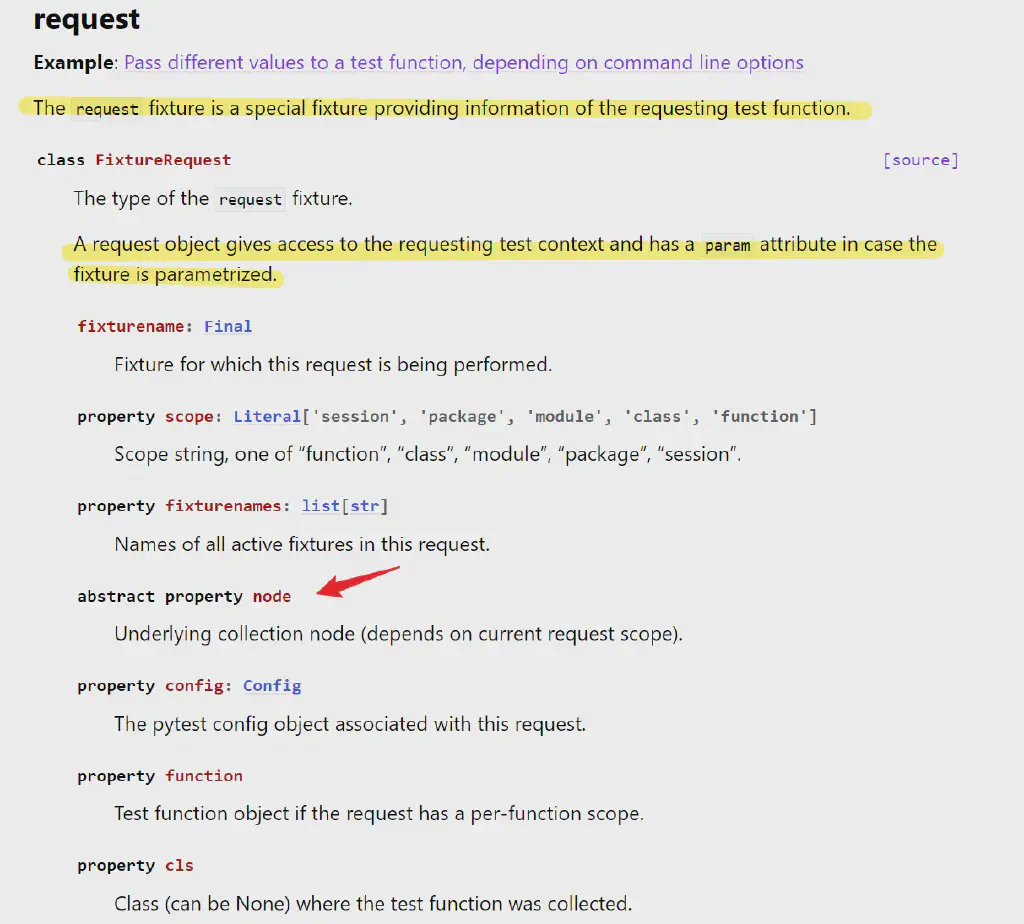 request
Example: Pass different values to a test function, depending on command line options
The request fixture is a special fixture providing information of the requesting test function.
class FixtureRequest [source]
The type of the request fixture.
A request object gives access to the requesting test context and has a param attribute in case the
fixture is parametrized.
fixturename: Final
Fixture for which this request is being performed.
property scope: Literal['session', 'package', 'module', 'class', 'function']
Scope string, one of “function”, “class”, “module”, “package”, “session”.
property fixturenames: list[str]
Names of all active fixtures in this request.
abstract property node
Underlying collection node (depends on current request scope).
property config: Config
The pytest config object associated with this request.
property function
Test function object if the request has a per-function scope.
property cls
Class (can be None) where the test function was collected.